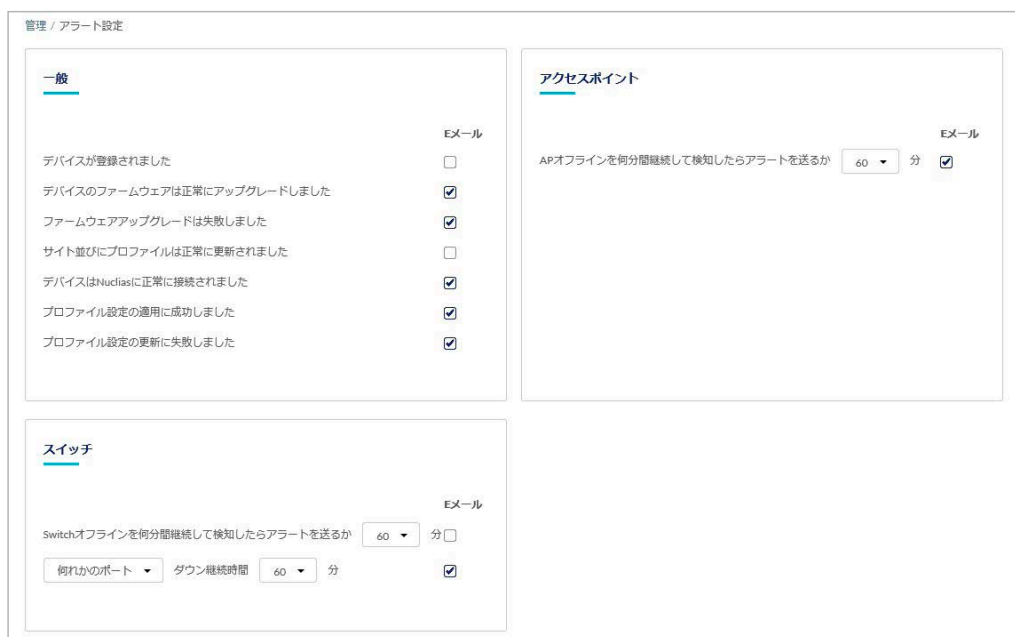 管理 / アラート設定
一般
Eメール
デバイスが登録されました
デバイスのファームウェアは正常にアップグレードしました
ファームウェアアップグレードは失敗しました
サイト並びにプロファイルは正常に更新されました
デバイスはNucliasに正常に接続されました
プロファイル設定の適用に成功しました
プロファイル設定の更新に失敗しました
アクセスポイント
Eメール
APオフラインを何分間継続して検知したらアラートを送るか 60 分
スイッチ
Eメール
Switchオフラインを何分間継続して検知したらアラートを送るか 60 分
何れかのポート ダウン継続時間 60 分